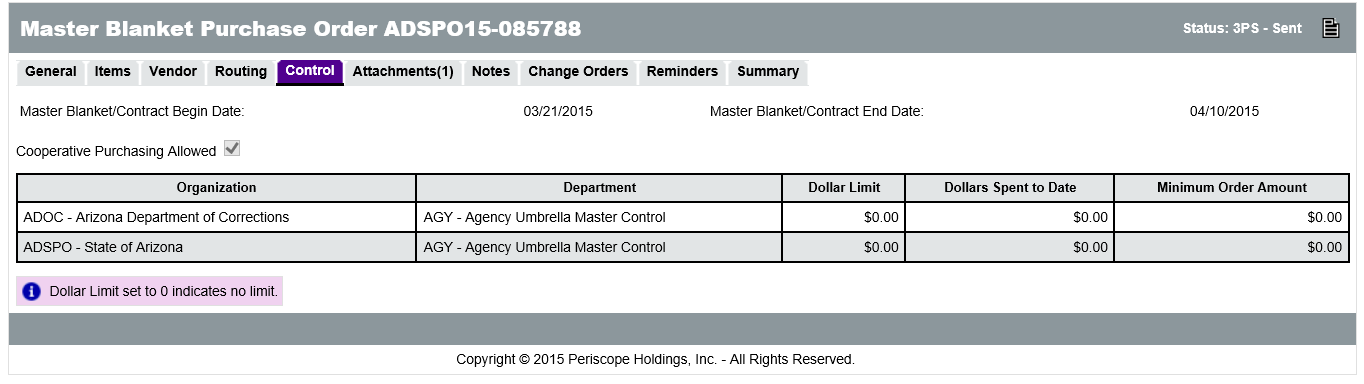 Master Blanket Purchase Order ADSPO15-085788 Status: 3PS - Sent
General Items Vendor Routing Control Attachments(1) Notes Change Orders Reminders Summary
Master Blanket/Contract Begin Date: 03/21/2015 Master Blanket/Contract End Date: 04/10/2015
Cooperative Purchasing Allowed
Organization Department Dollar Limit Dollars Spent to Date Minimum Order Amount
ADOC - Arizona Department of Corrections AGY - Agency Umbrella Master Control $0.00 $0.00 $0.00
ADSPO - State of Arizona AGY - Agency Umbrella Master Control $0.00 $0.00 $0.00
Dollar Limit set to 0 indicates no limit.
Copyright © 2015 Periscope Holdings, Inc. - All Rights Reserved.